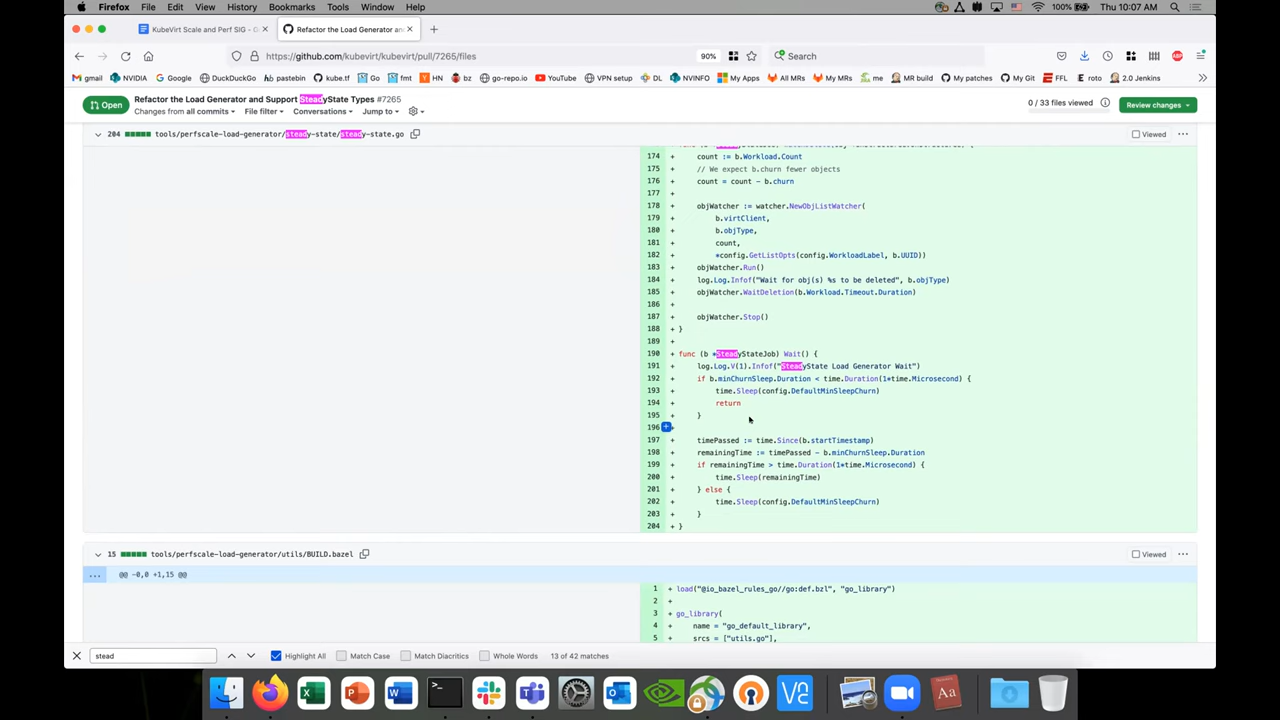 Firefox File Edit View History Bookmarks Tools Window Help 100% Thu 10:07 AM
KubeVirt Scale and Perf SIG - G
Refactor the Load Generator and
https://github.com/kubevirt/kubevirt/pull/7265/files 90% Search
gmail NVIDIA Google DuckDuckGo pastebin kube.tf Go fmt HN bz go-repo.io YouTube VPN setup DL NVINFO My Apps All MRs My MRs me MR build My patches My Git FFL roto 2.0 Jenkins
Open Refactor the Load Generator and Support SteadyState Types #7265
Changes from all commits File filter Conversations Jump to 0 / 33 files viewed Review changes
204 tools/perfscale-load-generator/steady-state/steady-state.go Viewed
174 + count := b.Workload.Count
175 + // We expect b.churn fewer objects
176 + count = count - b.churn
177 +
178 + objWatcher := watcher.NewObjListWatcher(
179 + b.virtClient,
180 + b.objType,
181 + count,
182 + *config.GetListOpts(config.WorkloadLabel, b.UUID))
183 + objWatcher.Run()
184 + log.Log.Infof("Wait for obj(s) %s to be deleted", b.objType)
185 + objWatcher.WaitDeletion(b.Workload.Timeout.Duration)
186 +
187 + objWatcher.Stop()
188 + }
189 +
190 + func (b *SteadyStateJob) Wait() {
191 + log.Log.V(1).Infof("SteadyState Load Generator Wait")
192 + if b.minChurnSleep.Duration < time.Duration(1*time.Microsecond) {
193 + time.Sleep(config.DefaultMinSleepChurn)
194 + return
195 + }
196 +
197 + timePassed := time.Since(b.startTimestamp)
198 + remainingTime := timePassed - b.minChurnSleep.Duration
199 + if remainingTime > time.Duration(1*time.Microsecond) {
200 + time.Sleep(remainingTime)
201 + } else {
202 + time.Sleep(config.DefaultMinSleepChurn)
203 + }
204 + }
15 tools/perfscale-load-generator/utils/BUILD.bazel Viewed
... @@ -0,0 +1,15 @@
1 + load("@io_bazel_rules_go//go:def.bzl", "go_library")
2 +
3 + go_library(
4 + name = "go_default_library",
5 + srcs = ["utils.go"],
stead Highlight All Match Case Match Diacritics Whole Words 13 of 42 matches